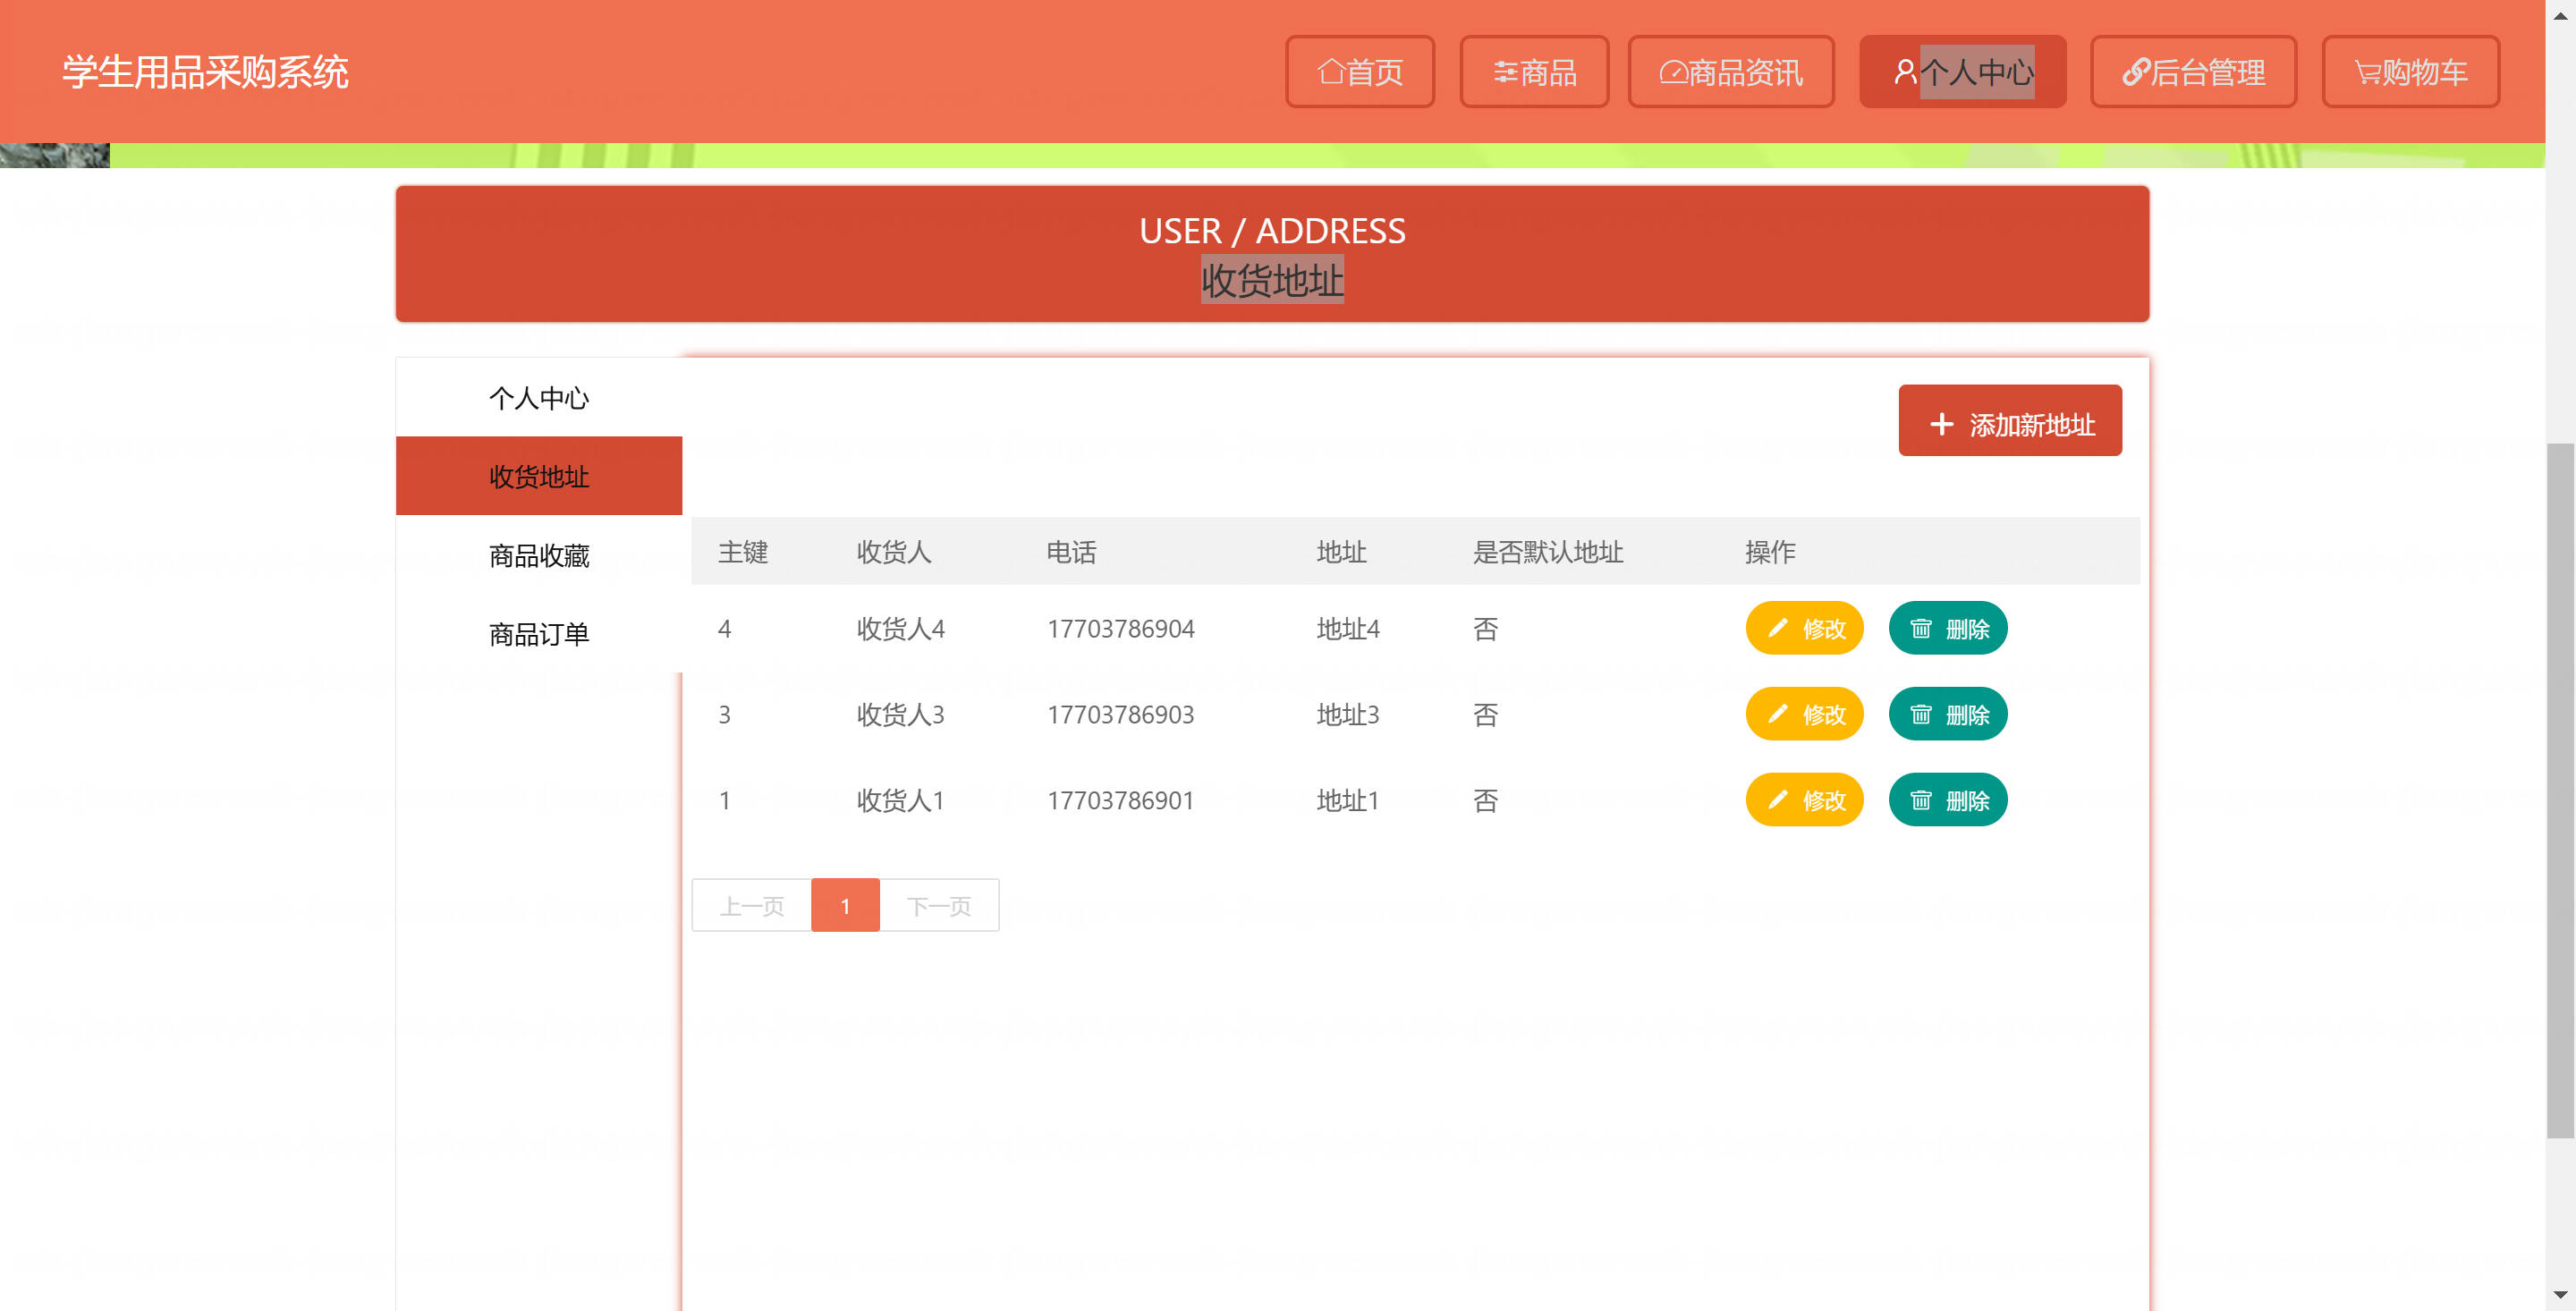 学生用品采购系统 首页 商品 商品资讯 个人中心 后台管理 购物车
USER / ADDRESS
收货地址
个人中心
收货地址
商品收藏
商品订单
添加新地址
主键 收货人 电话 地址 是否默认地址 操作
4 收货人4 17703786904 地址4 否 修改 删除
3 收货人3 17703786903 地址3 否 修改 删除
1 收货人1 17703786901 地址1 否 修改 删除
上一页 1 下一页